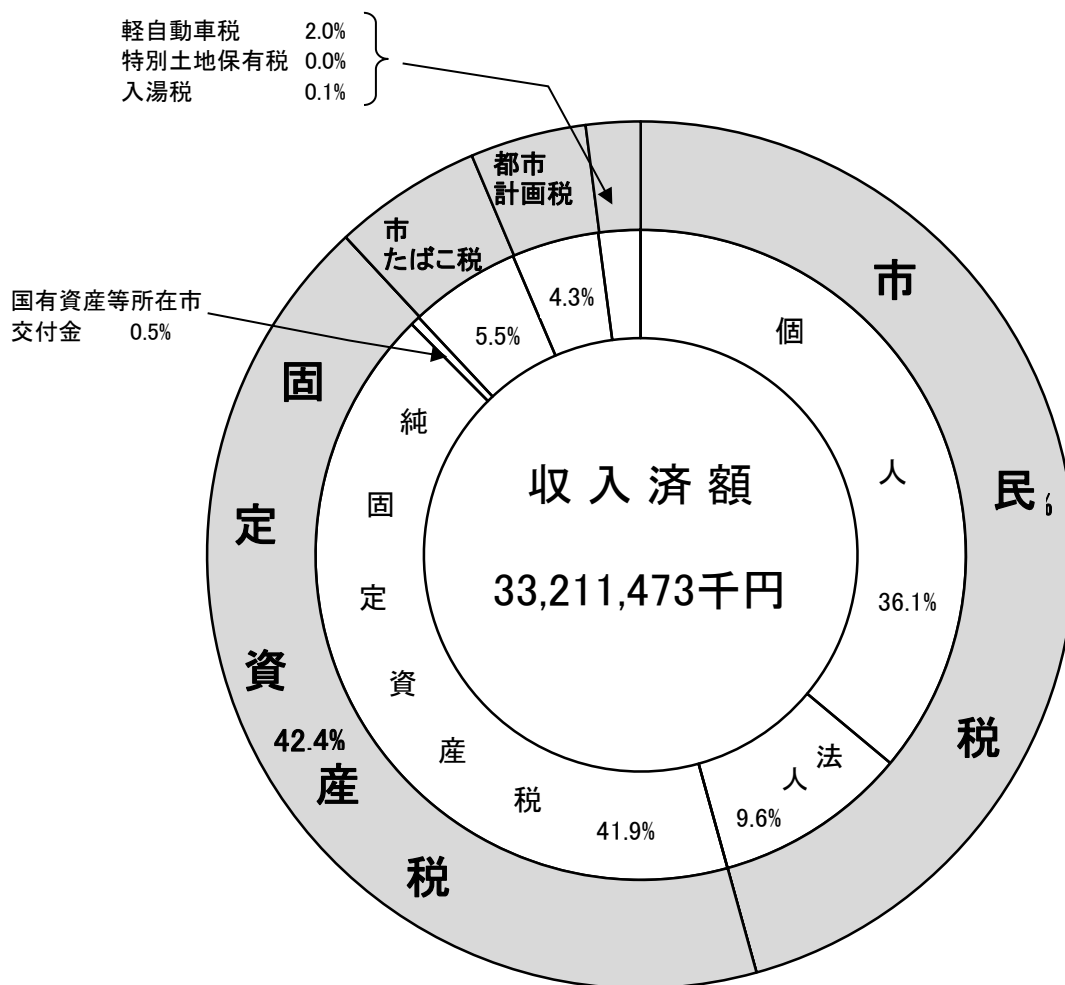 軽自動車税 2.0%
特別土地保有税 0.0%
入湯税 0.1%
都市
計画税
市
たばこ税
国有資産等所在市
交付金 0.5%
5.5%
4.3%
市民税
%
個人
36.1%
法人
9.6%
固定資産税
42.4%
純固定資産税
41.9%
収入済額
33,211,473千円